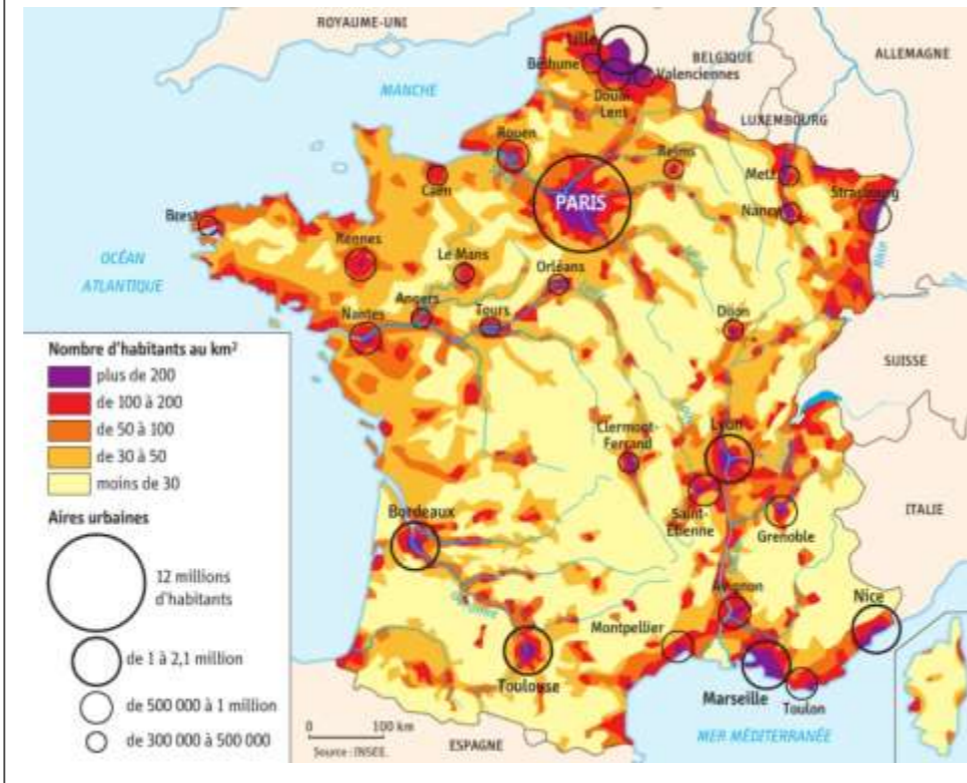 ROYAUME-UNI
BELGIQUE
ALLEMAGNE
LUXEMBOURG
MANCHE
Lille
Béthune
Valenciennes
Douai
Lens
Rouen
Reims
Metz
Caen
PARIS
Strasbourg
Nancy
Brest
Rhin
OCÉAN
ATLANTIQUE
Rennes
Le Mans
Orléans
Angers
Tours
Nantes
Dijon
SUISSE
Nombre d'habitants au km²
plus de 200
de 100 à 200
de 50 à 100
de 30 à 50
moins de 30
Clermont-
Ferrand
Lyon
Saint-
Étienne
Grenoble
ITALIE
Bordeaux
Garonne
Aires urbaines
12 millions
d'habitants
de 1 à 2,1 million
de 500 000 à 1 million
de 300 000 à 500 000
Avignon
Nice
Montpellier
Toulouse
Marseille
Toulon
0 100 km
Source : INSEE.
ESPAGNE
MER MÉDITERRANÉE